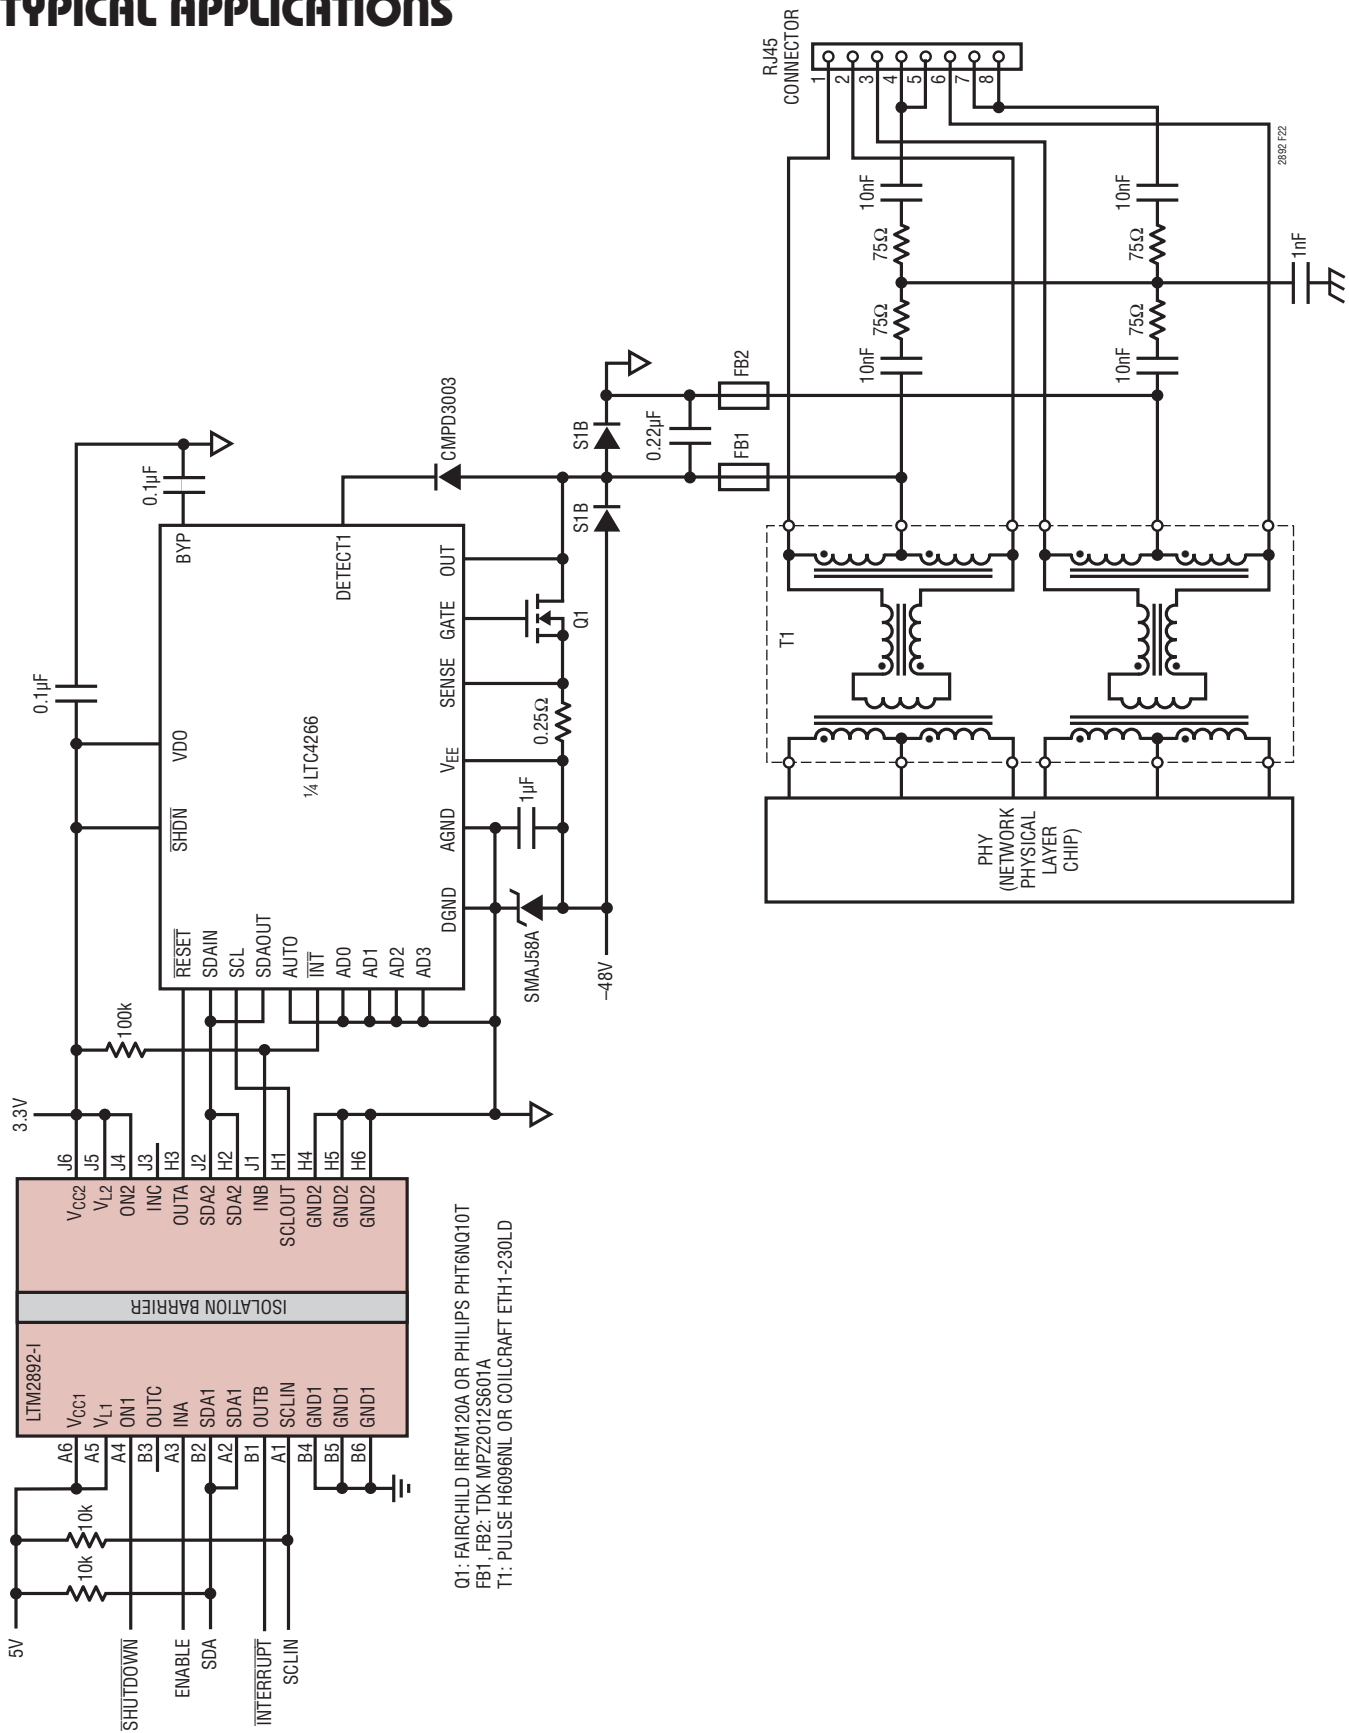 TYPICAL APPLICATIONS
RJ45
CONNECTOR
1
2
3
4
5
6
7
8
2892 F22
10nF
10nF
75Ω
75Ω
1nF
75Ω
75Ω
10nF
10nF
FB2
FB1
0.22µF
S1B
S1B
CMPD3003
0.1µF
BYP
DETECT1
OUT
GATE
SENSE
VEE
AGND
DGND
Q1
0.25Ω
1µF
SMAJ58A
–48V
0.1µF
VDO
SHDN
¼ LTC4266
RESET
SDAIN
SCL
SDAOUT
AUTO
INT
AD0
AD1
AD2
AD3
100k
T1
PHY
(NETWORK
PHYSICAL
LAYER
CHIP)
3.3V
J6
J5
J4
J3
H3
J2
H2
J1
H1
H4
H5
H6
VCC2
VL2
ON2
INC
OUTA
SDA2
SDA2
INB
SCLOUT
GND2
GND2
GND2
ISOLATION BARRIER
LTM2892-I
VCC1
VL1
ON1
OUTC
INA
SDA1
SDA1
OUTB
SCLIN
GND1
GND1
GND1
A6
A5
A4
B3
A3
B2
A2
B1
A1
B4
B5
B6
10k
10k
5V
SHUTDOWN
ENABLE
SDA
INTERRUPT
SCLIN
Q1: FAIRCHILD IRFM120A OR PHILIPS PHT6NQ10T
FB1, FB2: TDK MPZ2012S601A
T1: PULSE H6096NL OR COILCRAFT ETH1-230LD